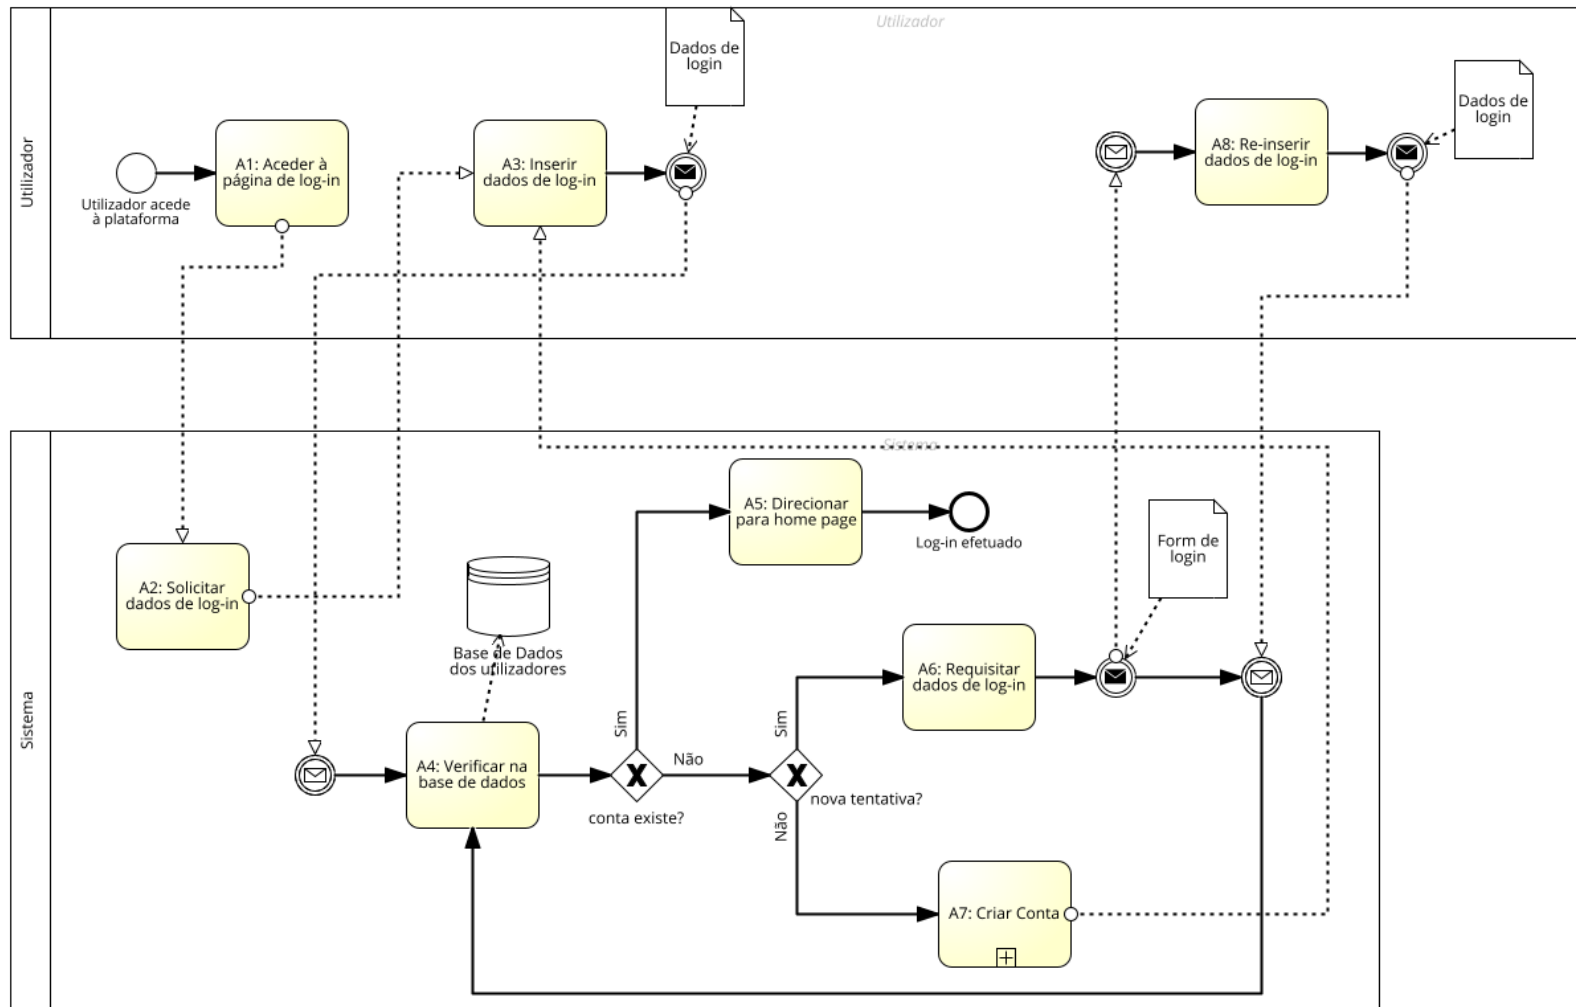 Utilizador
Utilizador
Dados de
login
Dados de
login
A1: Aceder à
página de log-in
A3: Inserir
dados de log-in
A8: Re-inserir
dados de log-in
Utilizador acede
à plataforma
Sistema
Sistema
A5: Direcionar
para home page
Log-in efetuado
Form de
login
A2: Solicitar
dados de log-in
Base de Dados
dos utilizadores
A6: Requisitar
dados de log-in
Sim
Sim
A4: Verificar na
base de dados
Não
conta existe?
nova tentativa?
Não
A7: Criar Conta